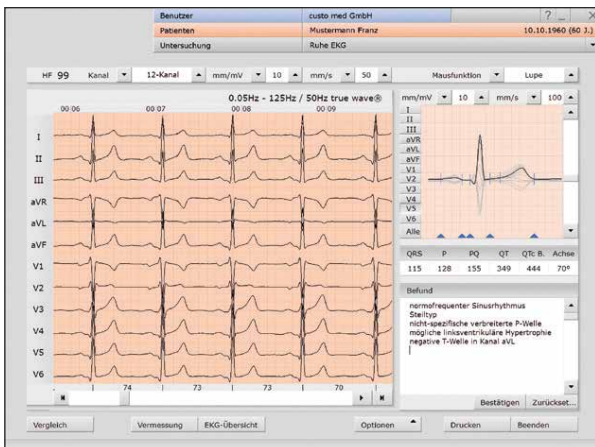 Benutzer custo med GmbH ? _ X
Patienten Mustermann Franz 10.10.1960 (60 J.)
Untersuchung Ruhe EKG
HF 99 Kanal 12-Kanal mm/mV 10 mm/s 50 Mausfunktion Lupe
0.05Hz - 125Hz / 50Hz true wave®
00:06 00:07 00:08 00:09
I
II
III
aVR
aVL
aVF
V1
V2
V3
V4
V5
V6
74 73 73 70
mm/mV 10 mm/s 100
I
II
III
aVR
aVL
aVF
V1
V2
V3
V4
V5
V6
Alle
QRS P PQ QT QTc B. Achse
115 128 155 349 444 70°
Befund
normofrequenter Sinusrhythmus
Steiltyp
nicht-spezifische verbreiterte P-Welle
mögliche linksventrikuläre Hypertrophie
negative T-Welle in Kanal aVL
Bestätigen Zurückset...
Vergleich Vermessung EKG-Übersicht Optionen Drucken Beenden